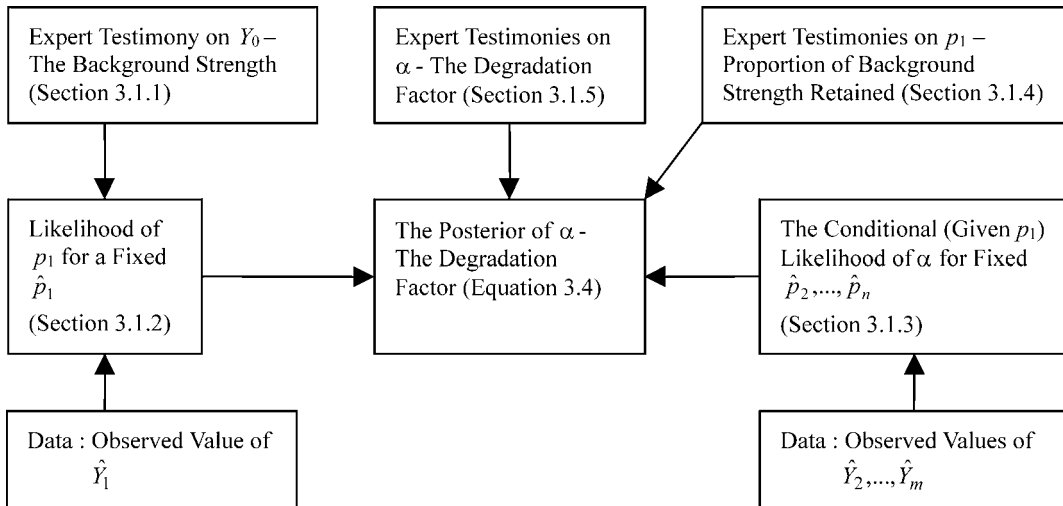 Expert Testimony on Y₀ –
The Background Strength
(Section 3.1.1)
Expert Testimonies on
α - The Degradation
Factor (Section 3.1.5)
Expert Testimonies on p₁ –
Proportion of Background
Strength Retained (Section 3.1.4)
Likelihood of
p₁ for a Fixed
p̂₁
(Section 3.1.2)
The Posterior of α -
The Degradation
Factor (Equation 3.4)
The Conditional (Given p₁)
Likelihood of α for Fixed
p̂₂,..., p̂ₙ
(Section 3.1.3)
Data : Observed Value of
Ŷ₁
Data : Observed Values of
Ŷ₂,...,Ŷₘ